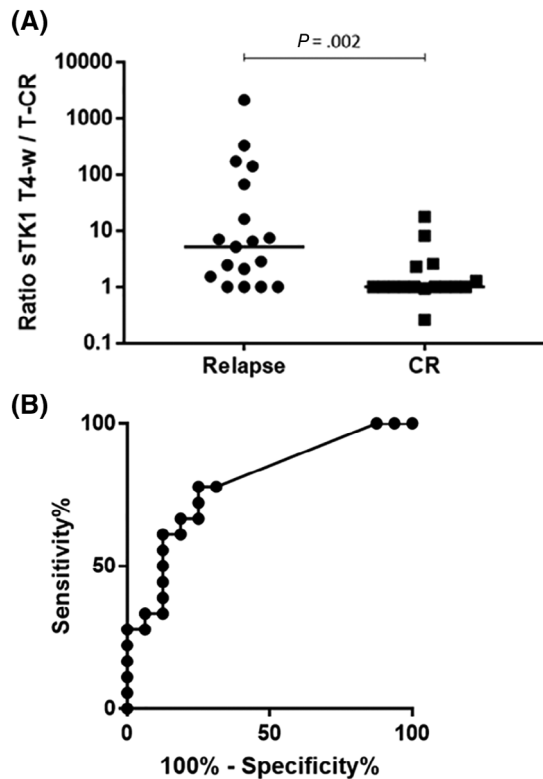 (A)
P = .002
10000
1000
100
10
1
0.1
Ratio sTK1 T4-w / T-CR
Relapse CR
(B)
100
50
0
Sensitivity%
0 50 100
100% - Specificity%